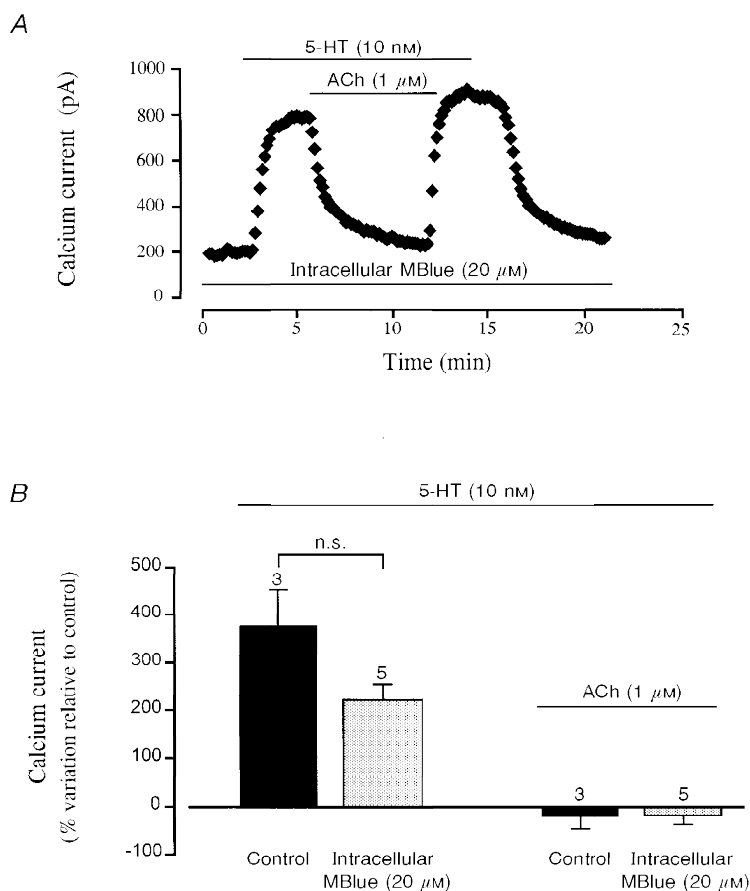 A
5-HT (10 nM)
ACh (1 μM)
Calcium current (pA)
1000
800
600
400
200
0
Intracellular MBlue (20 μM)
0
5
10
15
20
25
Time (min)
B
5-HT (10 nM)
n.s.
Calcium current
(% variation relative to control)
500
400
300
200
100
0
-100
3
5
ACh (1 μM)
3
5
Control
Intracellular
MBlue (20 μM)
Control
Intracellular
MBlue (20 μM)